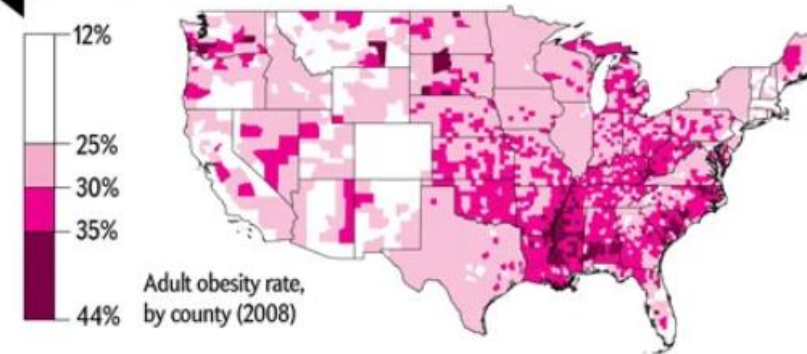 12%
25%
30%
35%
44%
Adult obesity rate,
by county (2008)